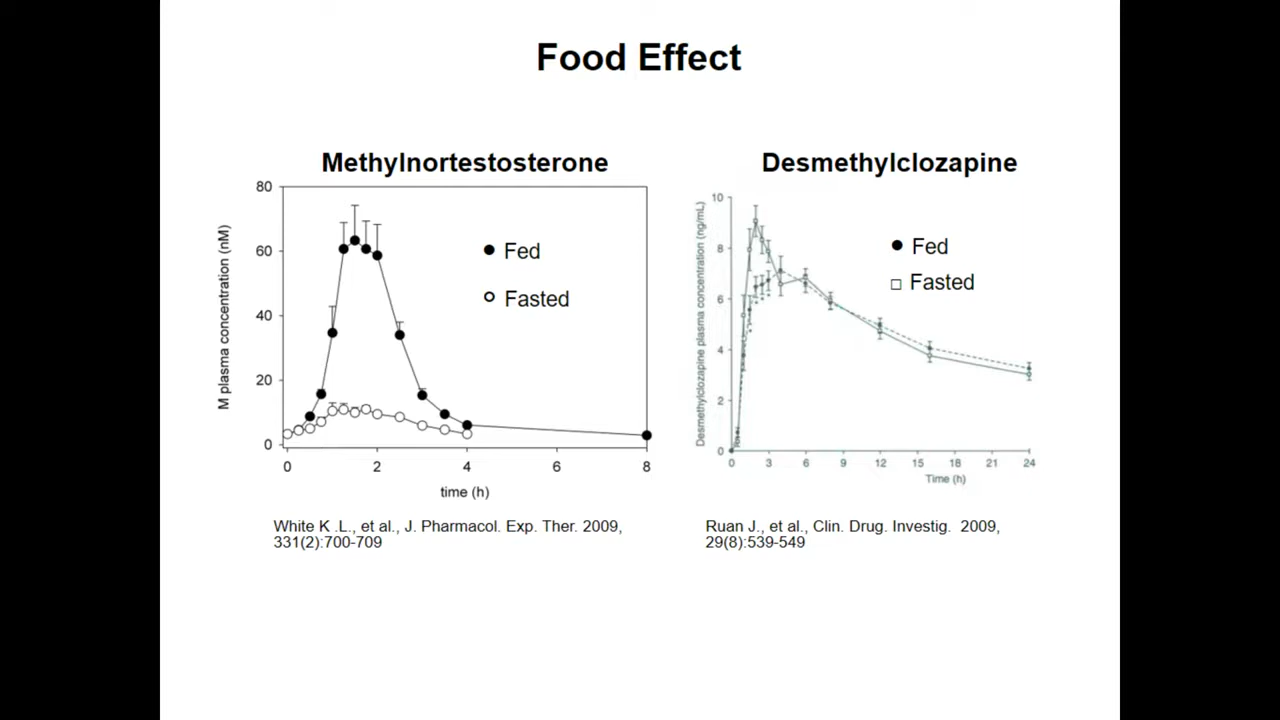 Food Effect
Methylnortestosterone
80
60
40
20
0
M plasma concentration (nM)
Fed
Fasted
0 2 4 6 8
time (h)
White K .L., et al., J. Pharmacol. Exp. Ther. 2009,
331(2):700-709
Desmethylclozapine
10
8
6
4
2
0
Desmethylclozapine plasma concentration (ng/mL)
Fed
Fasted
0 3 6 9 12 15 18 21 24
Time (h)
Ruan J., et al., Clin. Drug. Investig. 2009,
29(8):539-549